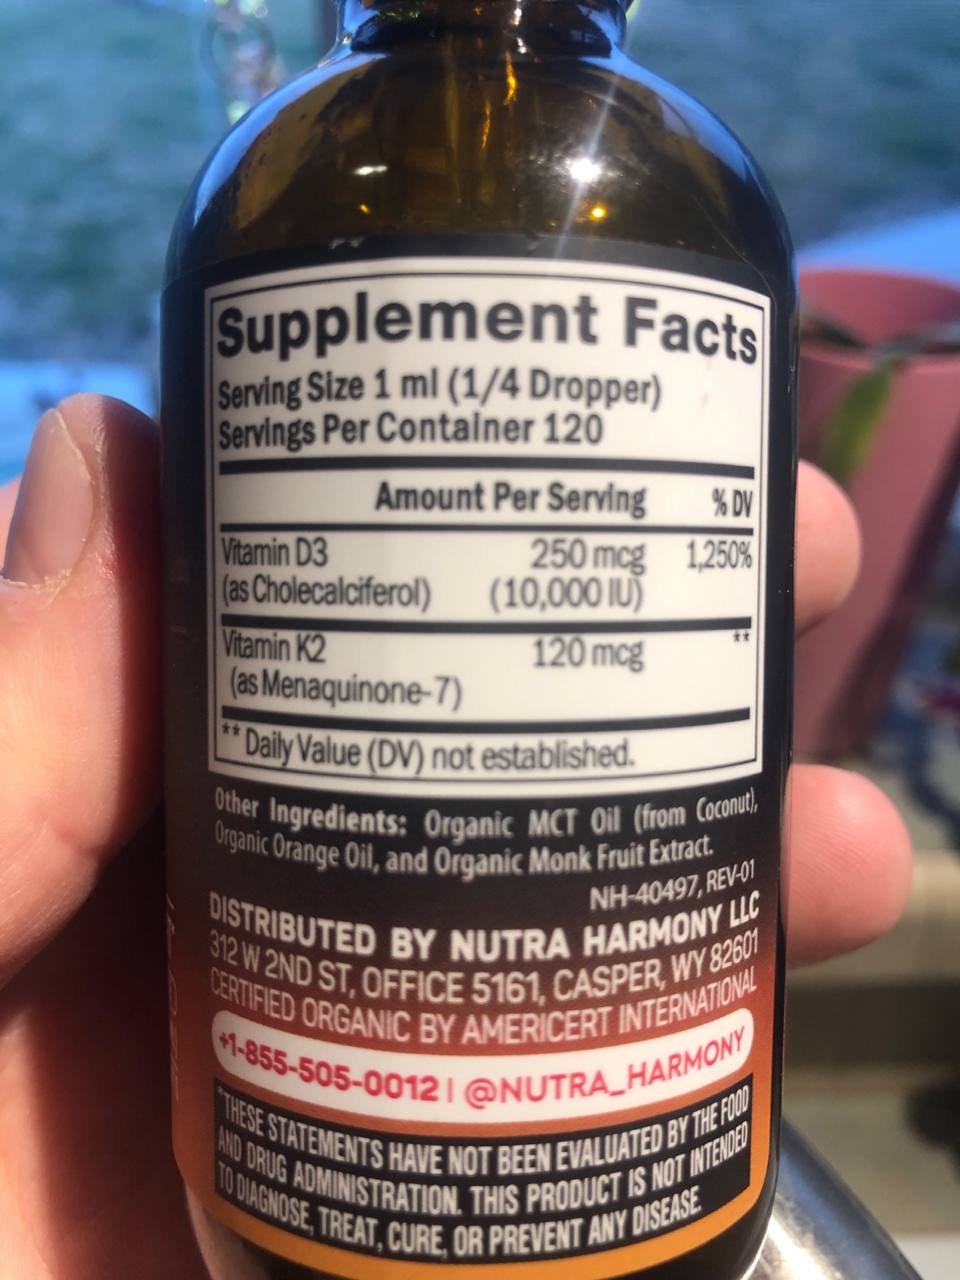 Supplement Facts
Serving Size 1 ml (1/4 Dropper)
Servings Per Container 120
Amount Per Serving % DV
Vitamin D3 250 mcg 1,250%
(as Cholecalciferol) (10,000 IU)
Vitamin K2 120 mcg **
(as Menaquinone-7)
** Daily Value (DV) not established.
Other Ingredients: Organic MCT Oil (from Coconut),
Organic Orange Oil, and Organic Monk Fruit Extract.
NH-40497, REV-01
DISTRIBUTED BY NUTRA HARMONY LLC
312 W 2ND ST, OFFICE 5161, CASPER, WY 82601
CERTIFIED ORGANIC BY AMERICERT INTERNATIONAL
+1-855-505-0012 | @NUTRA_HARMONY
*THESE STATEMENTS HAVE NOT BEEN EVALUATED BY THE FOOD
AND DRUG ADMINISTRATION. THIS PRODUCT IS NOT INTENDED
TO DIAGNOSE, TREAT, CURE, OR PREVENT ANY DISEASE.